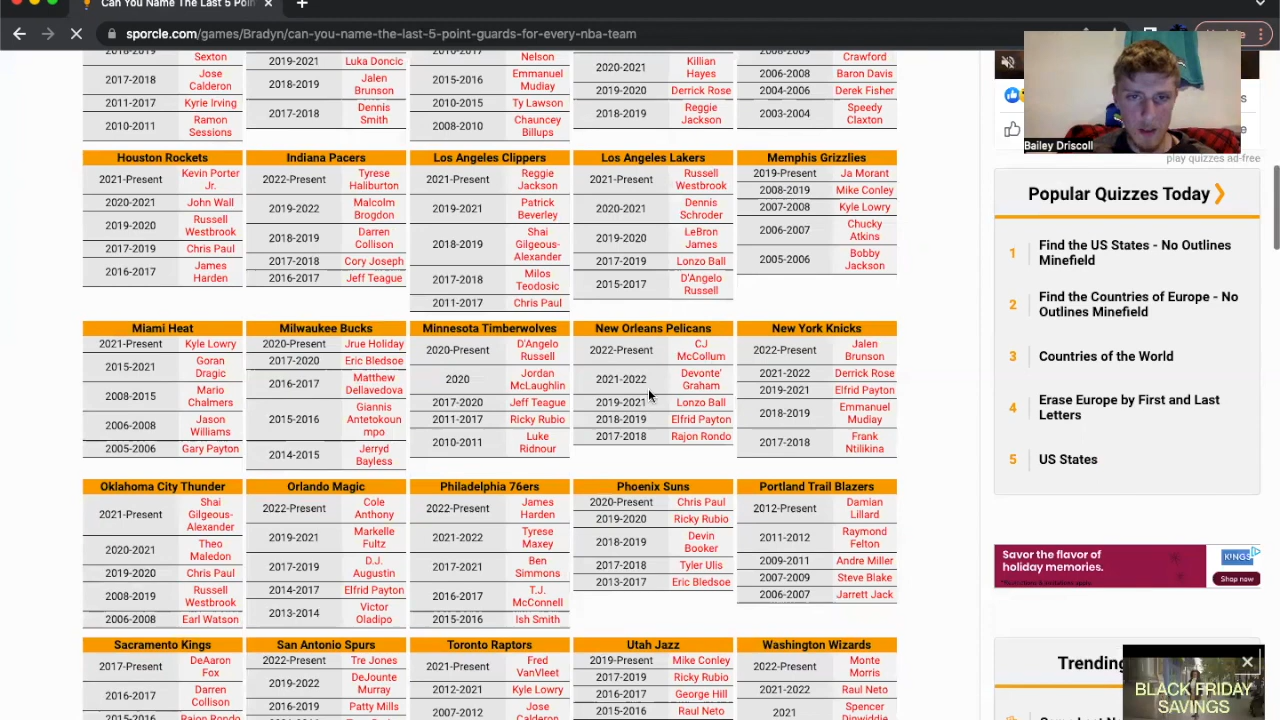 Can You Name The Last 5 Point
sporcle.com/games/Bradyn/can-you-name-the-last-5-point-guards-for-every-nba-team
Sexton
2017-2018 Jose Calderon
2011-2017 Kyrie Irving
2010-2011 Ramon Sessions
2019-2021 Luka Doncic
2018-2019 Jalen Brunson
2017-2018 Dennis Smith
Nelson
2015-2016 Emmanuel Mudiay
2010-2015 Ty Lawson
2008-2010 Chauncey Billups
2020-2021 Killian Hayes
2019-2020 Derrick Rose
2018-2019 Reggie Jackson
Crawford
2006-2008 Baron Davis
2004-2006 Derek Fisher
2003-2004 Speedy Claxton
Houston Rockets
2021-Present Kevin Porter Jr.
2020-2021 John Wall
2019-2020 Russell Westbrook
2017-2019 Chris Paul
2016-2017 James Harden
Indiana Pacers
2022-Present Tyrese Haliburton
2019-2022 Malcolm Brogdon
2018-2019 Darren Collison
2017-2018 Cory Joseph
2016-2017 Jeff Teague
Los Angeles Clippers
2021-Present Reggie Jackson
2019-2021 Patrick Beverley
2018-2019 Shai Gilgeous-Alexander
2017-2018 Milos Teodosic
2011-2017 Chris Paul
Los Angeles Lakers
2021-Present Russell Westbrook
2020-2021 Dennis Schroder
2019-2020 LeBron James
2017-2019 Lonzo Ball
2015-2017 D'Angelo Russell
Memphis Grizzlies
2019-Present Ja Morant
2008-2019 Mike Conley
2007-2008 Kyle Lowry
2006-2007 Chucky Atkins
2005-2006 Bobby Jackson
Miami Heat
2021-Present Kyle Lowry
2015-2021 Goran Dragic
2008-2015 Mario Chalmers
2006-2008 Jason Williams
2005-2006 Gary Payton
Milwaukee Bucks
2020-Present Jrue Holiday
2017-2020 Eric Bledsoe
2016-2017 Matthew Dellavedova
2015-2016 Giannis Antetokounmpo
2014-2015 Jerryd Bayless
Minnesota Timberwolves
2020-Present D'Angelo Russell
2020 Jordan McLaughlin
2017-2020 Jeff Teague
2011-2017 Ricky Rubio
2010-2011 Luke Ridnour
New Orleans Pelicans
2022-Present CJ McCollum
2021-2022 Devonte' Graham
2019-2021 Lonzo Ball
2018-2019 Elfrid Payton
2017-2018 Rajon Rondo
New York Knicks
2022-Present Jalen Brunson
2021-2022 Derrick Rose
2019-2021 Elfrid Payton
2018-2019 Emmanuel Mudiay
2017-2018 Frank Ntilikina
Oklahoma City Thunder
2021-Present Shai Gilgeous-Alexander
2020-2021 Theo Maledon
2019-2020 Chris Paul
2008-2019 Russell Westbrook
2006-2008 Earl Watson
Orlando Magic
2022-Present Cole Anthony
2019-2021 Markelle Fultz
2017-2019 D.J. Augustin
2014-2017 Elfrid Payton
2013-2014 Victor Oladipo
Philadelphia 76ers
2022-Present James Harden
2021-2022 Tyrese Maxey
2017-2021 Ben Simmons
2016-2017 T.J. McConnell
2015-2016 Ish Smith
Phoenix Suns
2020-Present Chris Paul
2019-2020 Ricky Rubio
2018-2019 Devin Booker
2017-2018 Tyler Ulis
2013-2017 Eric Bledsoe
Portland Trail Blazers
2012-Present Damian Lillard
2011-2012 Raymond Felton
2009-2011 Andre Miller
2007-2009 Steve Blake
2006-2007 Jarrett Jack
Sacramento Kings
2017-Present DeAaron Fox
2016-2017 Darren Collison
2015-2016 Rajon Rondo
San Antonio Spurs
2022-Present Tre Jones
2019-2022 DeJounte Murray
2016-2019 Patty Mills
Toronto Raptors
2021-Present Fred VanVleet
2012-2021 Kyle Lowry
2007-2012 Jose Calderon
Utah Jazz
2019-Present Mike Conley
2017-2019 Ricky Rubio
2016-2017 George Hill
2015-2016 Raul Neto
Washington Wizards
2022-Present Monte Morris
2021-2022 Raul Neto
2021 Spencer Dinwiddie
Bailey Driscoll
play quizzes ad-free
Popular Quizzes Today
1 Find the US States - No Outlines Minefield
2 Find the Countries of Europe - No Outlines Minefield
3 Countries of the World
4 Erase Europe by First and Last Letters
5 US States
Savor the flavor of
holiday memories.
KINGS
Shop now
Trending
BLACK FRIDAY
SAVINGS